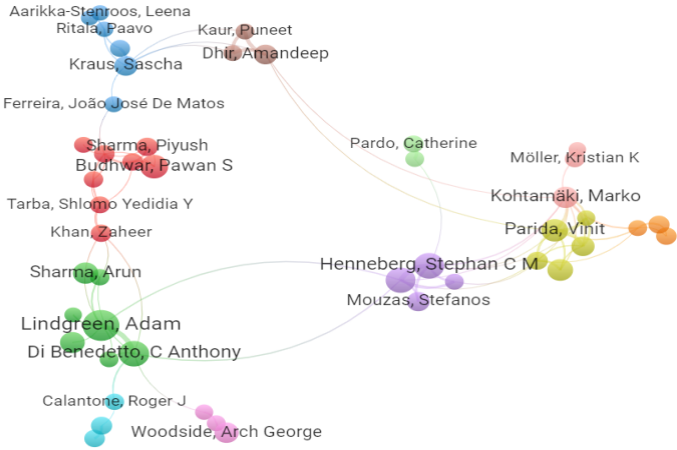 Aarikka-Stenroos, Leena
Ritala, Paavo
Kaur, Puneet
Dhir, Amandeep
Kraus, Sascha
Ferreira, João José De Matos
Sharma, Piyush
Budhwar, Pawan S
Pardo, Catherine
Möller, Kristian K
Kohtamäki, Marko
Tarba, Shlomo Yedidia Y
Khan, Zaheer
Parida, Vinit
Sharma, Arun
Henneberg, Stephan C M
Mouzas, Stefanos
Lindgreen, Adam
Di Benedetto, C Anthony
Calantone, Roger J
Woodside, Arch George